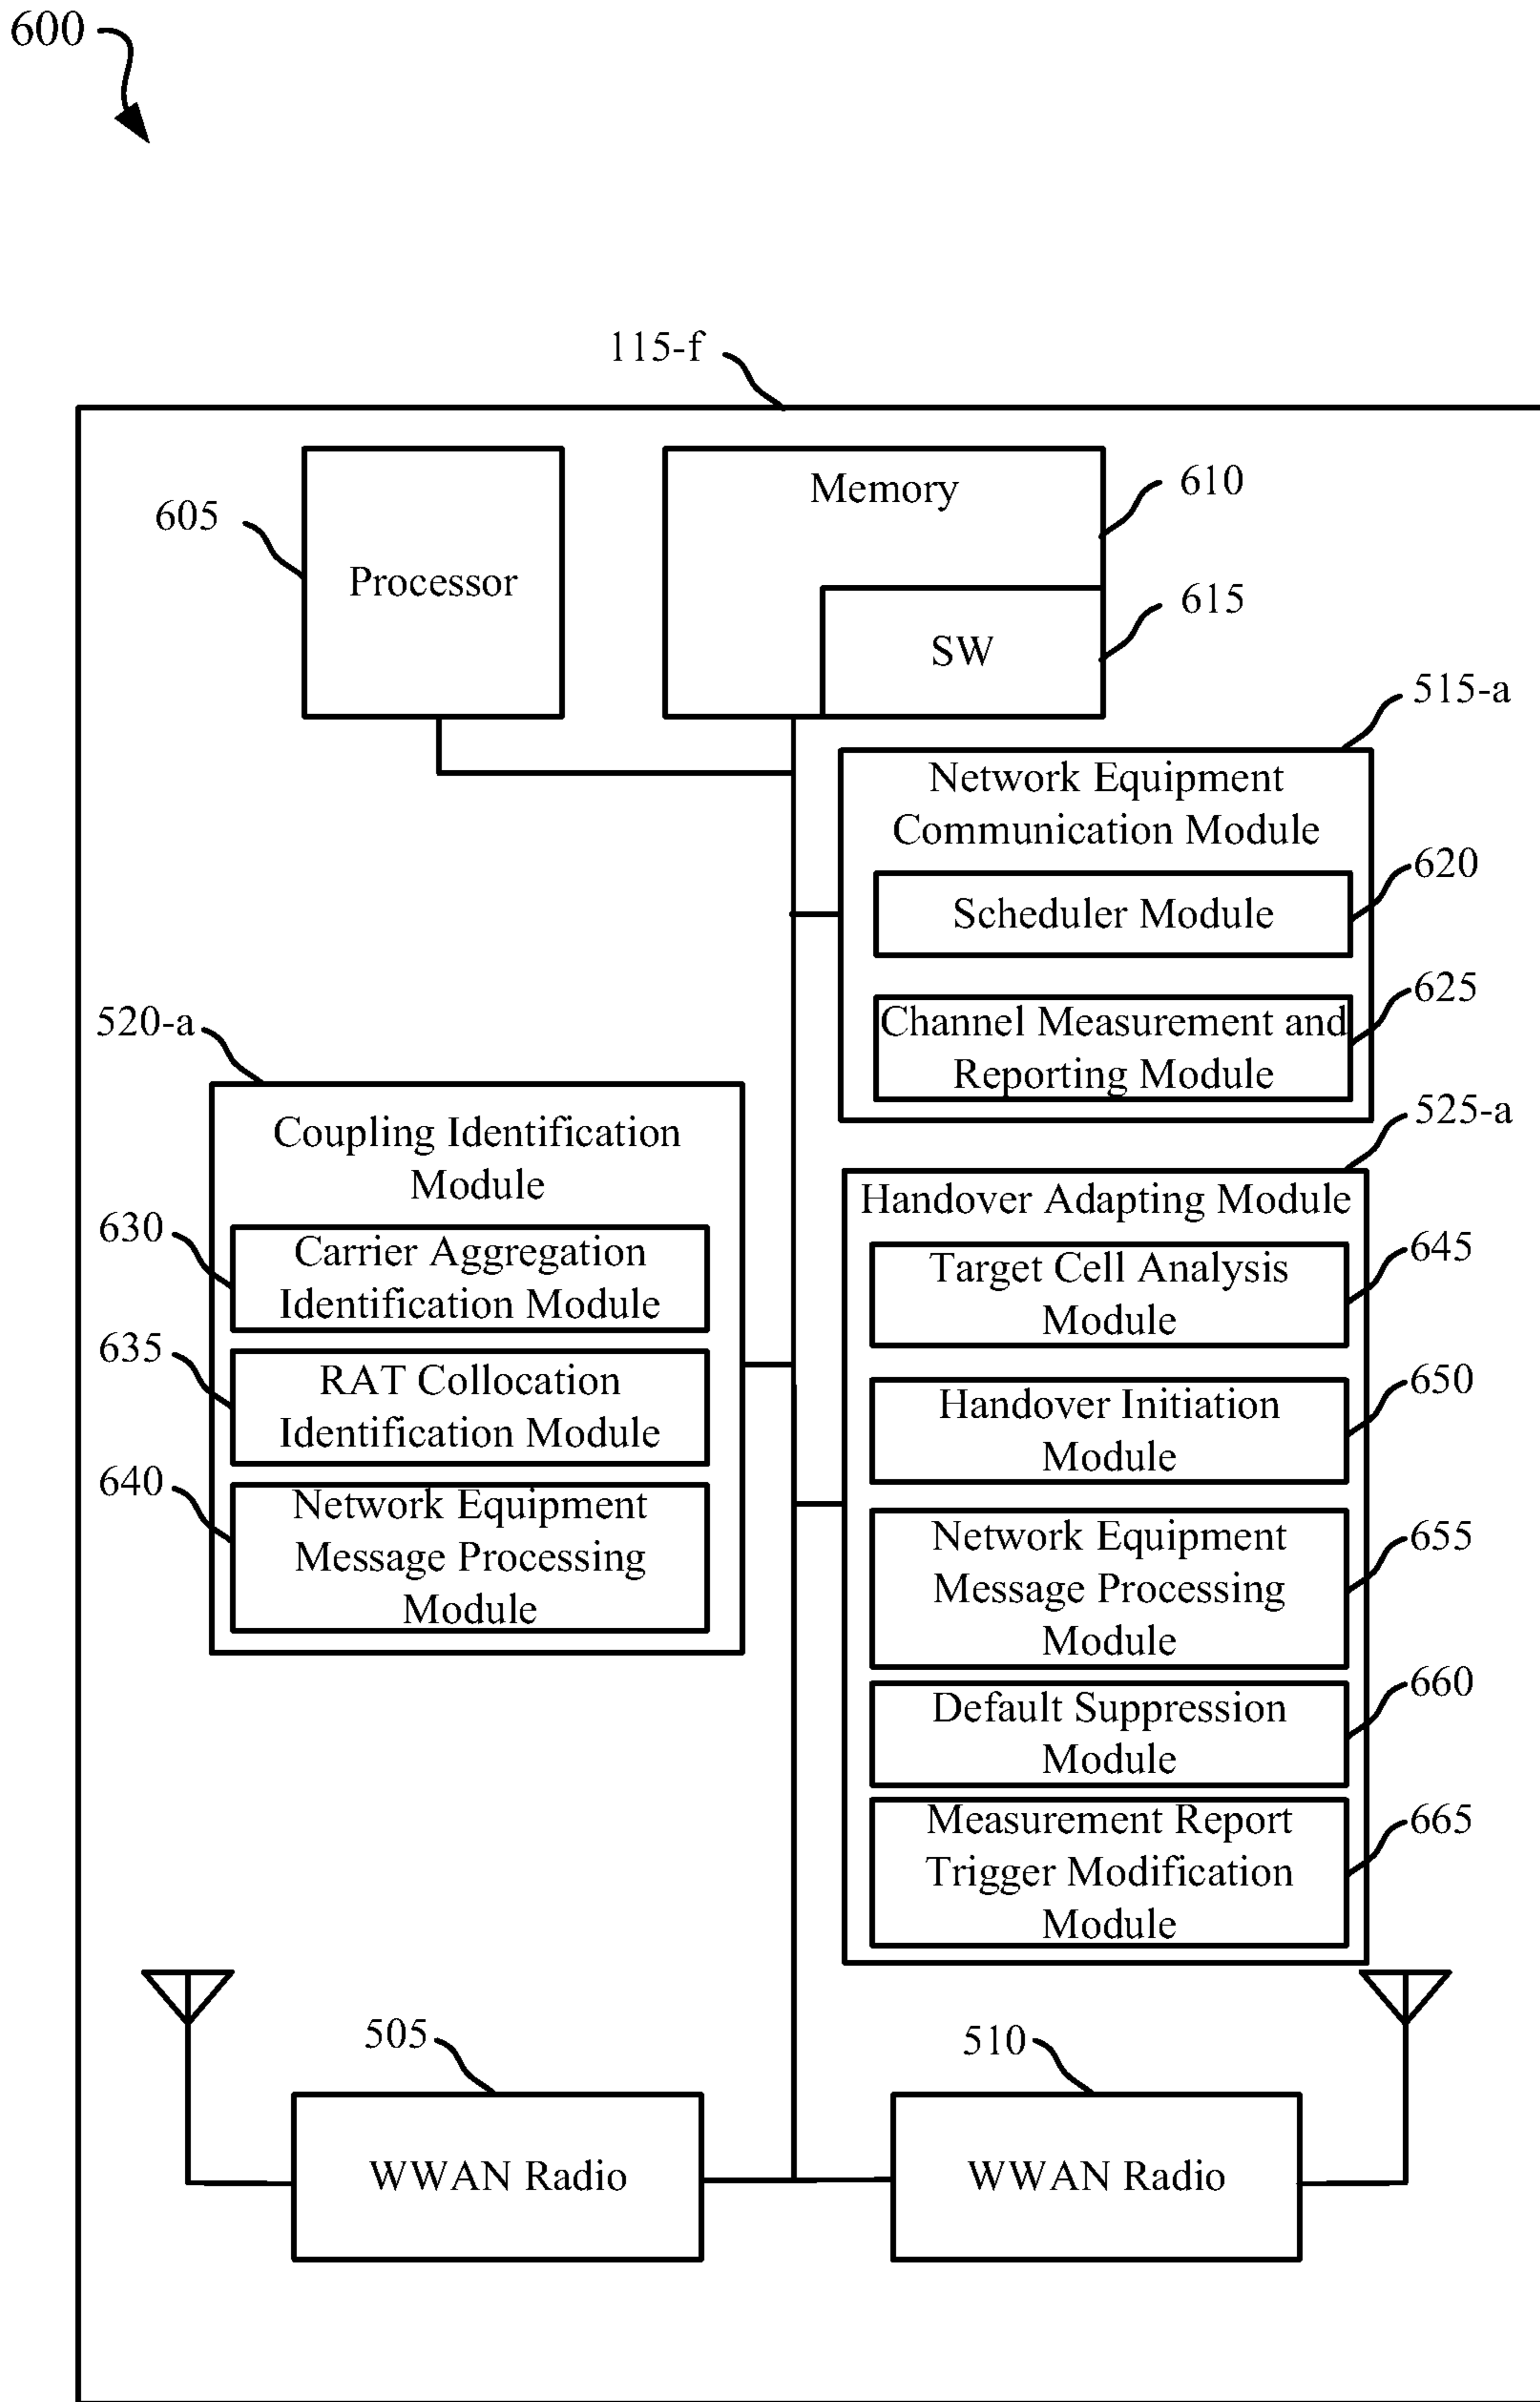 600
115-f
Memory
610
605
Processor
615
SW
515-a
Network Equipment
Communication Module
620
Scheduler Module
625
Channel Measurement and
Reporting Module
520-a
Coupling Identification
Module
630
Carrier Aggregation
Identification Module
635
RAT Collocation
Identification Module
640
Network Equipment
Message Processing
Module
525-a
Handover Adapting Module
645
Target Cell Analysis
Module
650
Handover Initiation
Module
655
Network Equipment
Message Processing
Module
660
Default Suppression
Module
665
Measurement Report
Trigger Modification
Module
505
WWAN Radio
510
WWAN Radio